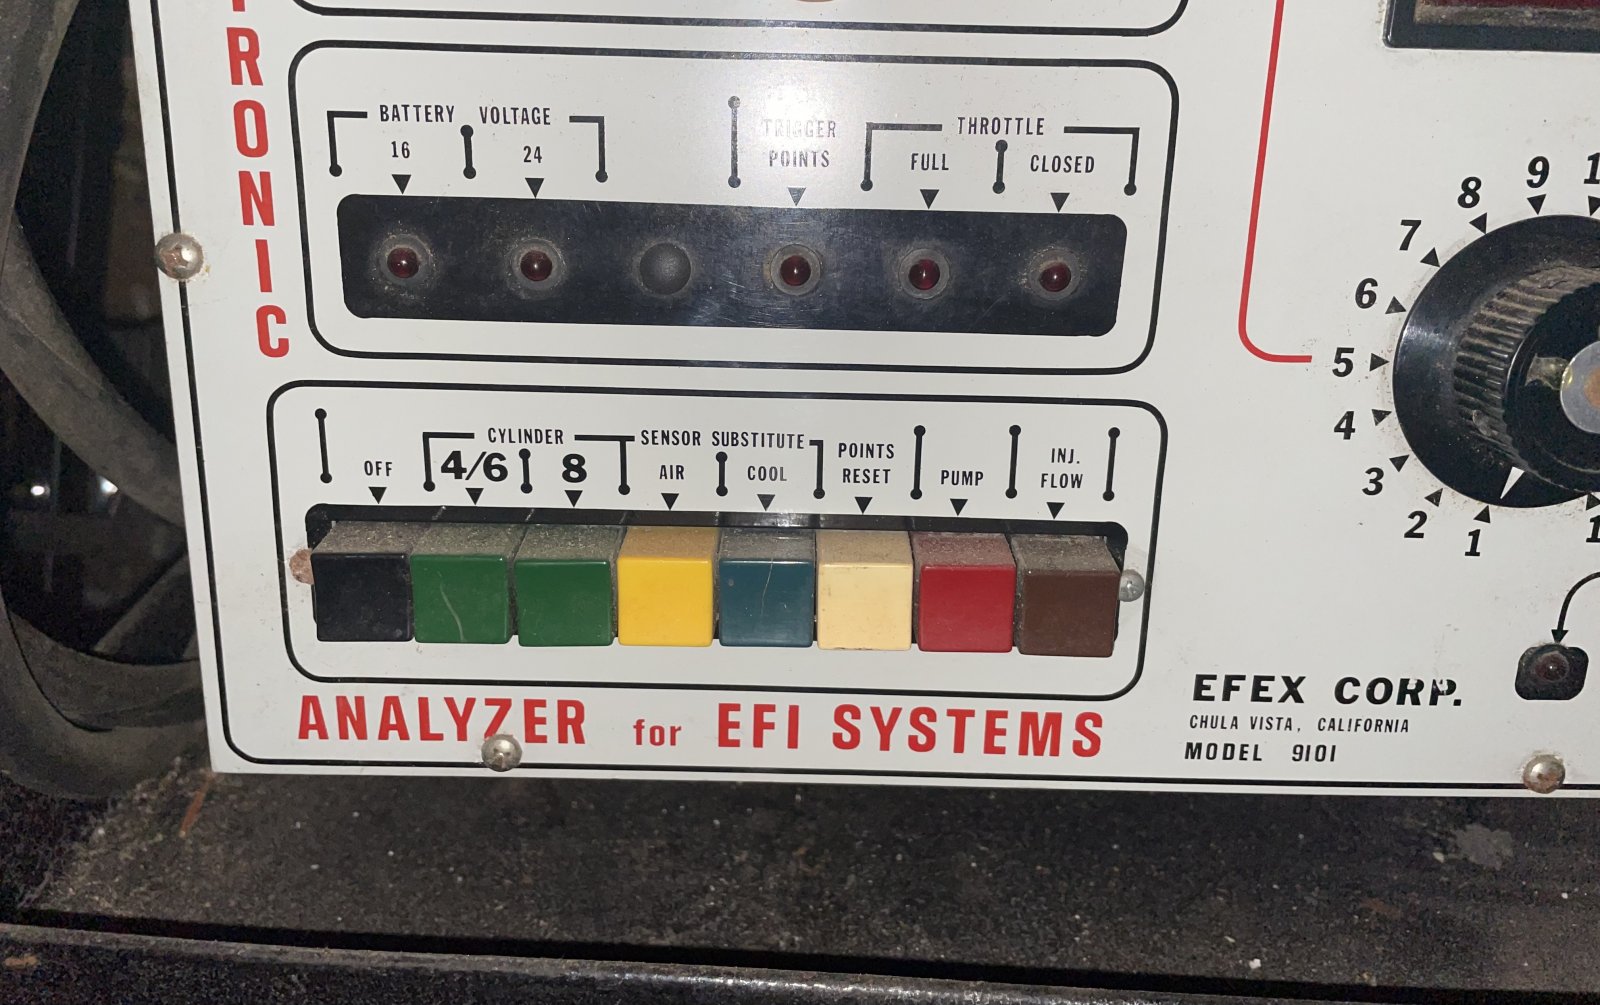 RONIC
BATTERY VOLTAGE
16
24
TRIGGER
POINTS
THROTTLE
FULL
CLOSED
OFF
CYLINDER
4/6
8
SENSOR SUBSTITUTE
AIR
COOL
POINTS
RESET
PUMP
INJ.
FLOW
ANALYZER for EFI SYSTEMS
9
8
7
6
5
4
3
2
1
EFEX CORP.
CHULA VISTA, CALIFORNIA
MODEL 9101